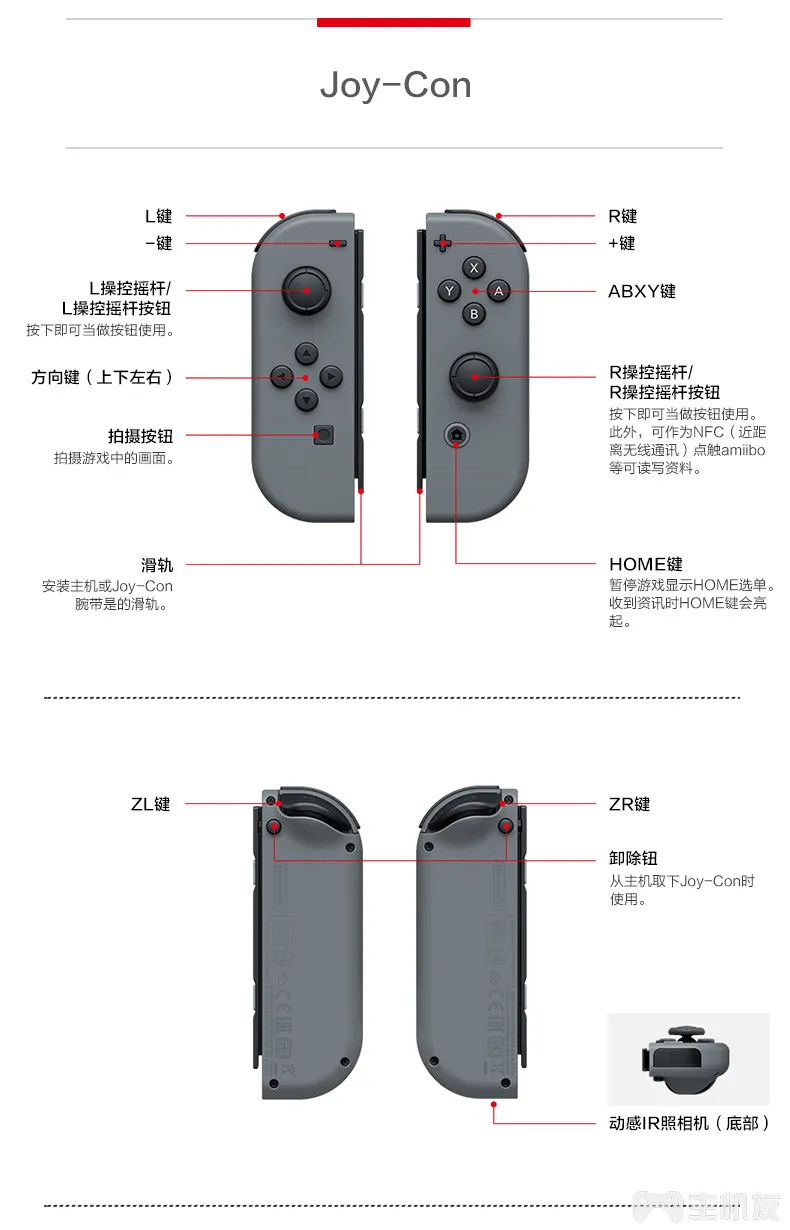 Joy-Con
L键
-键
L操控摇杆/
L操控摇杆按钮
按下即可当做按钮使用。
方向键（上下左右）
拍摄按钮
拍摄游戏中的画面。
滑轨
安装主机或Joy-Con
腕带是的滑轨。
R键
+键
X
Y
A
B
ABXY键
R操控摇杆/
R操控摇杆按钮
按下即可当做按钮使用。
此外，可作为NFC（近距
离无线通讯）点触amiibo
等可读写资料。
HOME键
暂停游戏显示HOME选单。
收到资讯时HOME键会亮
起。
ZL键
ZR键
卸除钮
从主机取下Joy-Con时
使用。
动感IR照相机（底部）
主机友